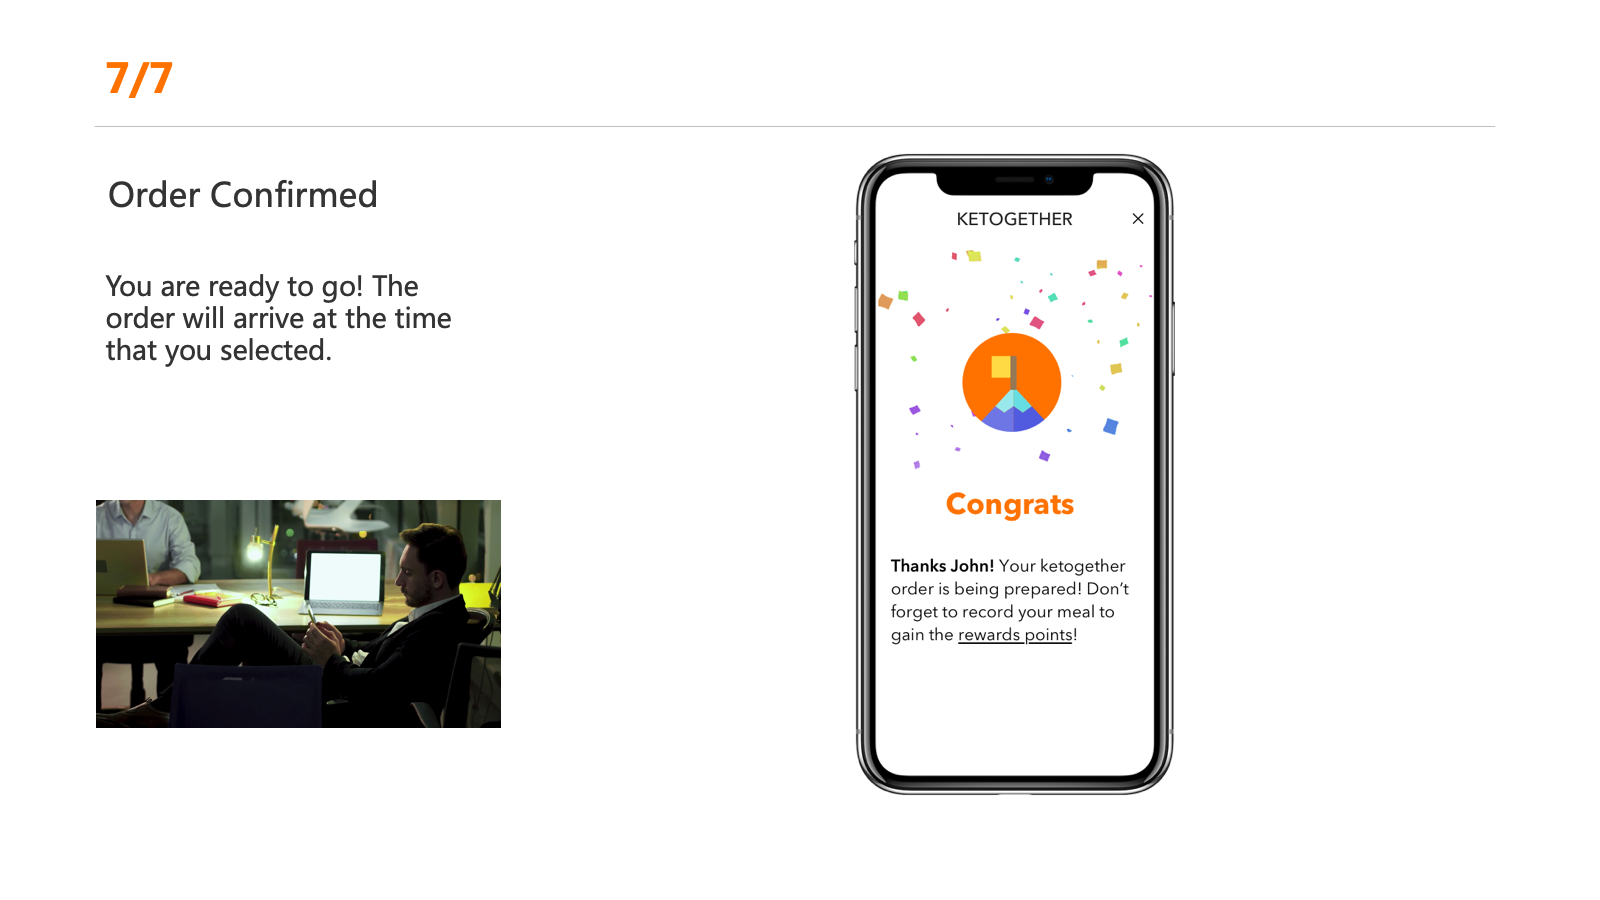 7/7
Order Confirmed
You are ready to go! The
order will arrive at the time
that you selected.
KETOGETHER
Congrats
Thanks John! Your ketogether
order is being prepared! Don't
forget to record your meal to
gain the rewards points!